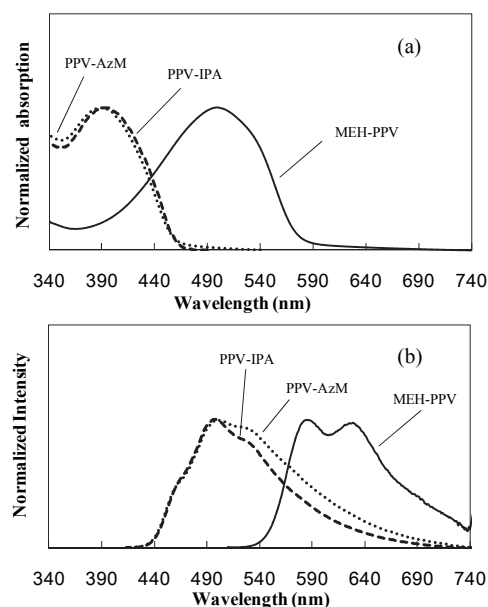 (a)
PPV-AzM
PPV-IPA
MEH-PPV
Normalized absorption
340 390 440 490 540 590 640 690 740
Wavelength (nm)
(b)
PPV-IPA
PPV-AzM
MEH-PPV
Normalized Intensity
340 390 440 490 540 590 640 690 740
Wavelength (nm)